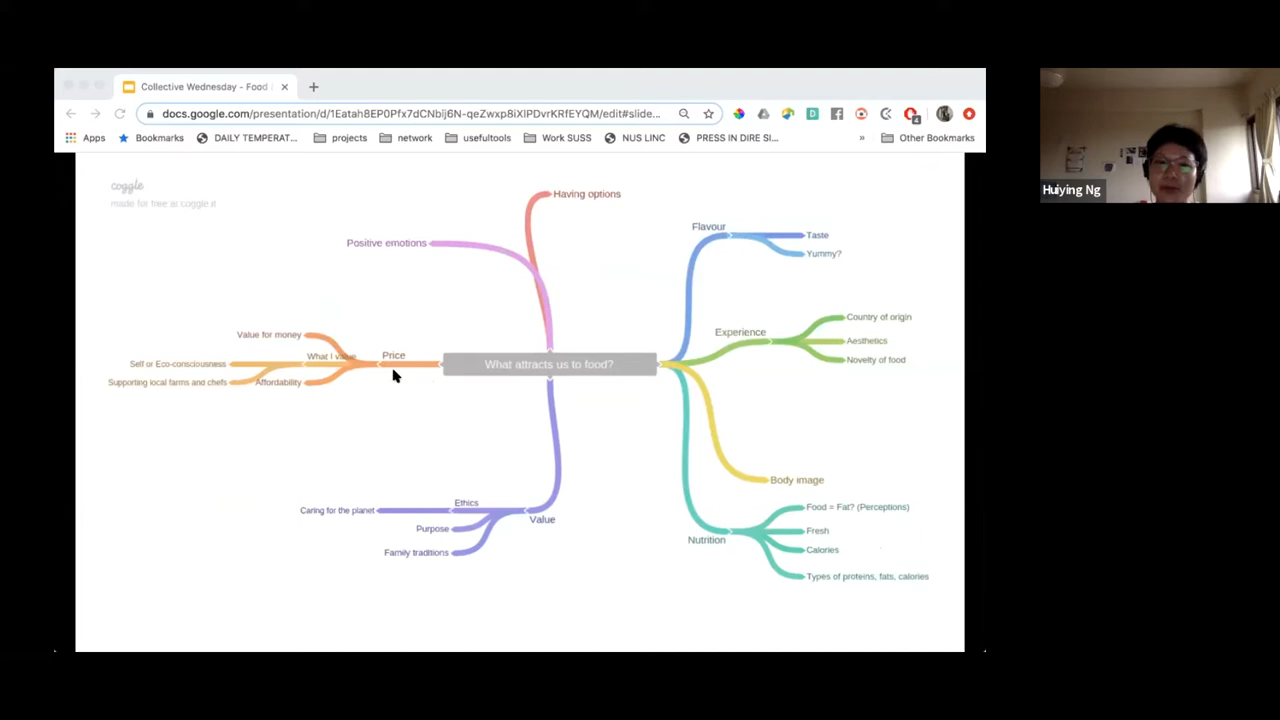 Collective Wednesday - Food
docs.google.com/presentation/d/1Eatah8EP0Pfx7dCNbij6N-qeZwxp8iXlPDvrKRfEYQM/edit#slide...
4
Apps
Bookmarks
DAILY TEMPERAT...
projects
network
usefultools
Work SUSS
NUS LINC
PRESS IN DIRE SI...
»
Other Bookmarks
Huiying Ng
coggle
made for free at coggle.it
Having options
Positive emotions
Flavour
Taste
Yummy?
Experience
Country of origin
Aesthetics
Novelty of food
Value for money
What I value
Price
Self or Eco-consciousness
Supporting local farms and chefs
Affordability
What attracts us to food?
Body image
Ethics
Caring for the planet
Value
Purpose
Family traditions
Nutrition
Food = Fat? (Perceptions)
Fresh
Calories
Types of proteins, fats, calories